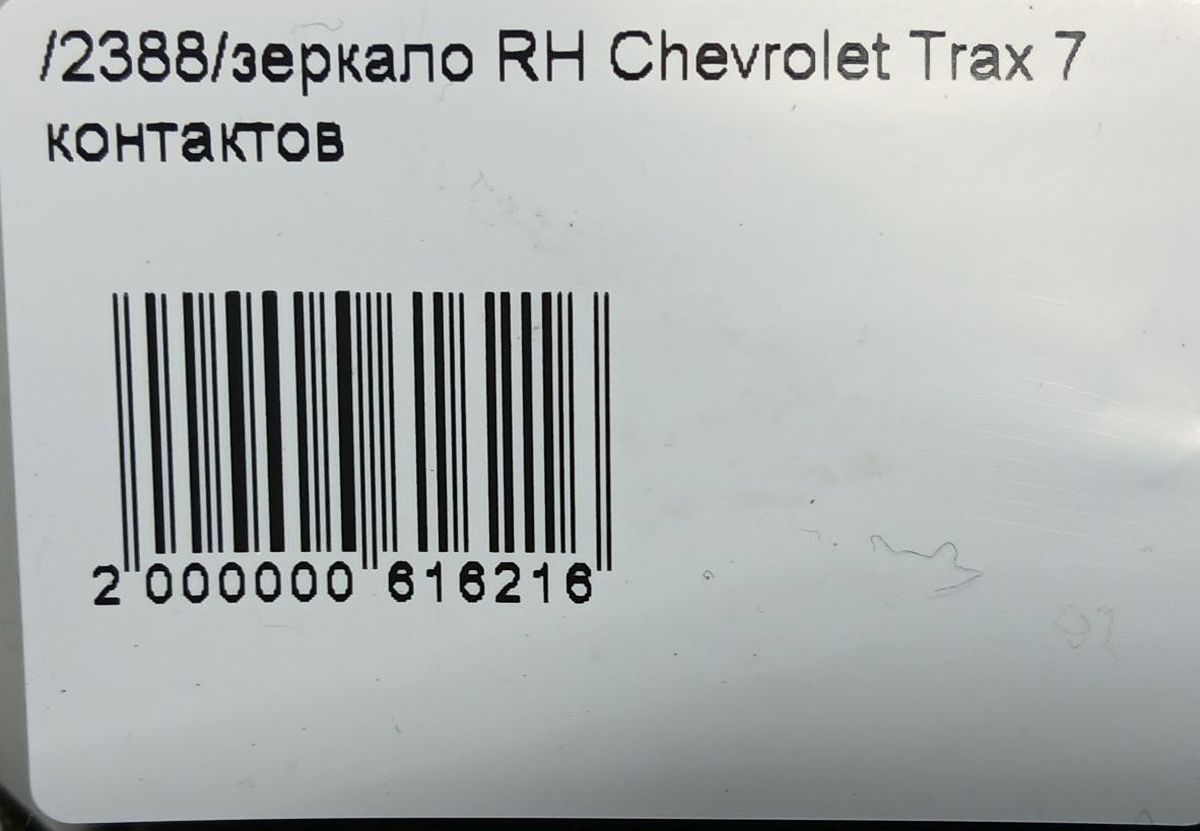 /2388/зеркало RH Chevrolet Trax 7
контактов
2 000000 616216